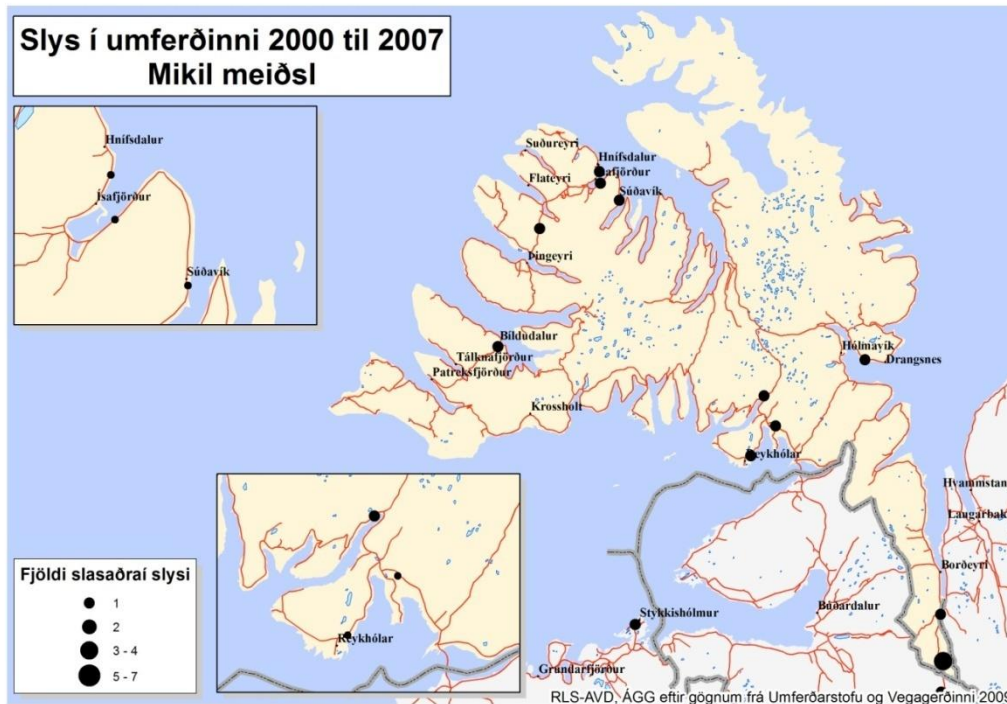 Slys í umferðinni 2000 til 2007
Mikil meiðsl
Hnífsdalur
Ísafjörður
Súðavík
Suðureyri
Hnífsdalur
safjörður
Flateyri
Súðavík
Þingeyri
Bíldudalur
Tálknafjörður
Patreksfjörður
Krossholt
Hólmavík
Drangsnes
Reykhólar
Hvammstan
Laugarbak
Borðeyri
Búðardalur
Stykkishólmur
Grundarfjörður
Reykhólar
Fjöldi slasaðraí slysi
1
2
3 - 4
5 - 7
RLS-AVD, ÁGG eftir gögnum frá Umferðarstofu og Vegagerðinni 2009